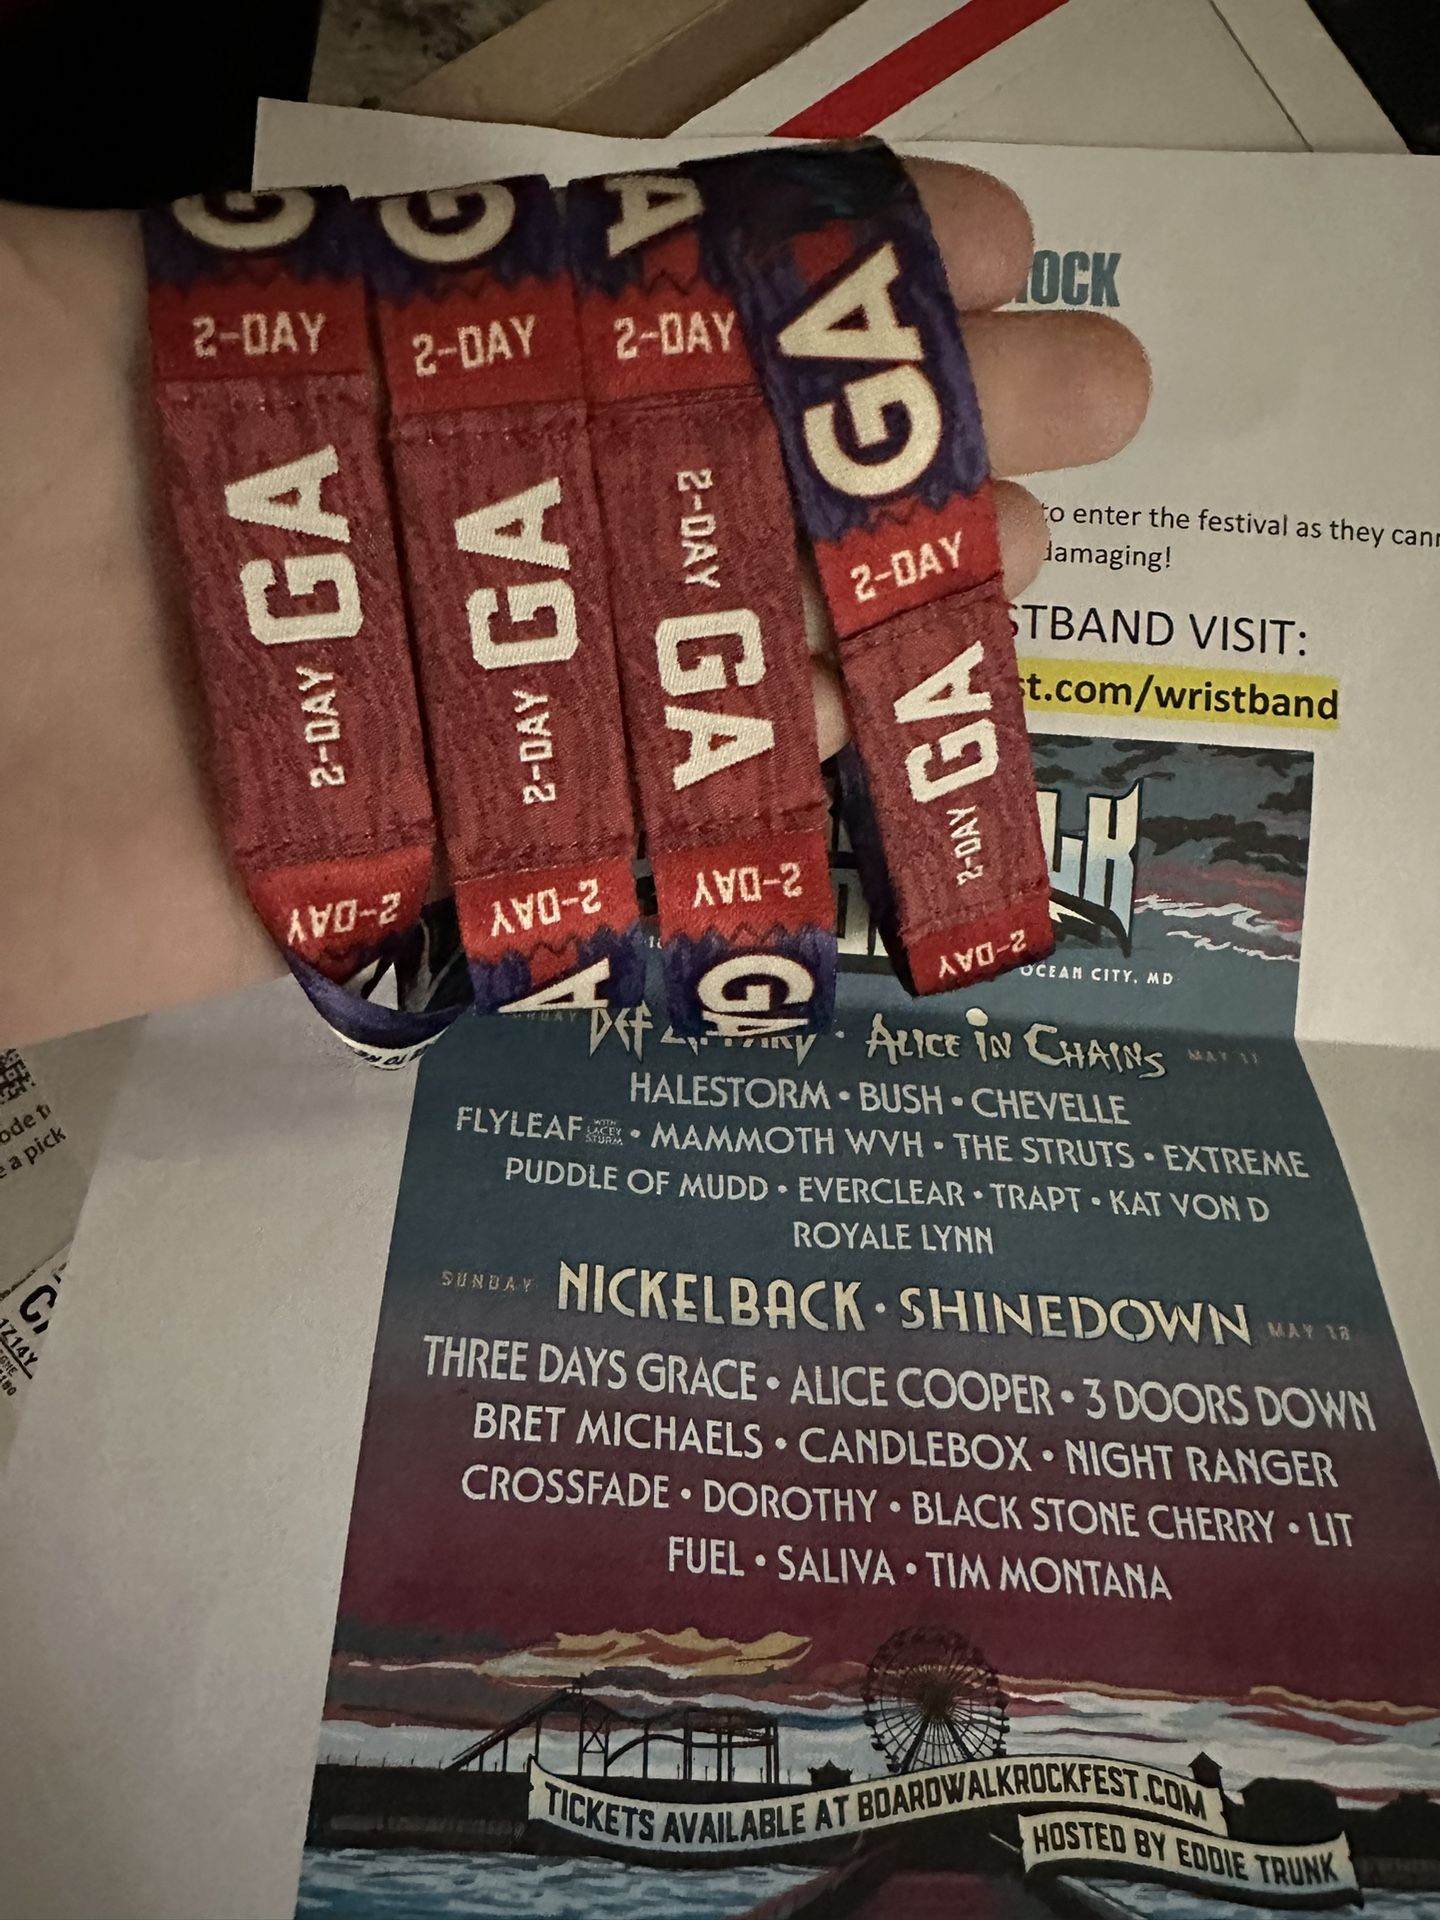 G
G
A
2-DAY
2-DAY
2-DAY
GA
2-DAY
GA
2-DAY
GA
2-DAY
2-DAY
GA
GA
2-DAY
2-DAY
2-DAY
2-DAY
2-DAY
A
GA
OCK
to enter the festival as they
damaging!
STBAND VISIT:
st.com/wristband
OCEAN CITY, MD
DEF LEPPARD • ALICE IN CHAINS
HALESTORM • BUSH • CHEVELLE
FLYLEAF WITH LACEY STURM • MAMMOTH WVH • THE STRUTS • EXTREME
PUDDLE OF MUDD • EVERCLEAR • TRAPT • KAT VON D
ROYALE LYNN
SUNDAY NICKELBACK • SHINEDOWN MAY 18
THREE DAYS GRACE • ALICE COOPER • 3 DOORS DOWN
BRET MICHAELS • CANDLEBOX • NIGHT RANGER
CROSSFADE • DOROTHY • BLACK STONE CHERRY • LIT
FUEL • SALIVA • TIM MONTANA
TICKETS AVAILABLE AT BOARDWALKROCKFEST.COM
HOSTED BY EDDIE TRUNK
ode t
e a pick
1Z14Y